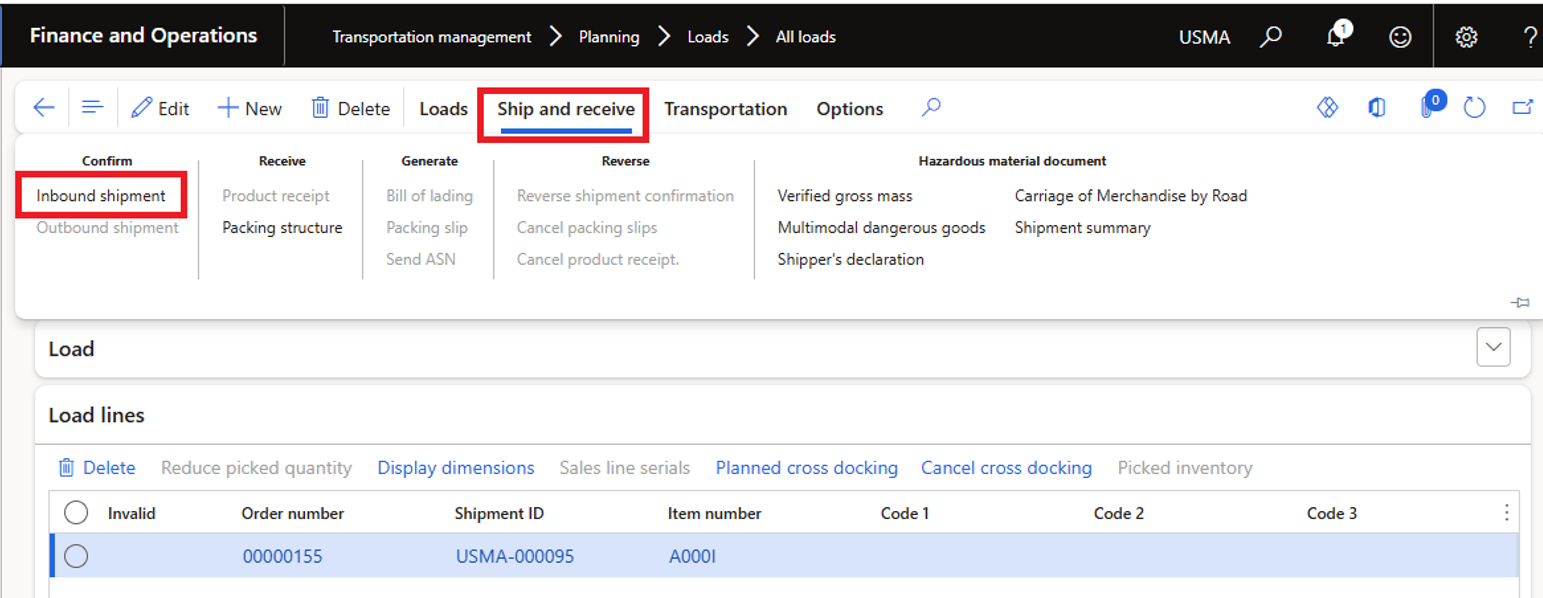 Finance and Operations Transportation management Planning Loads All loads USMA 1 ?
Edit New Delete Loads Ship and receive Transportation Options 0
Confirm Receive Generate Reverse Hazardous material document
Inbound shipment Product receipt Bill of lading Reverse shipment confirmation Verified gross mass Carriage of Merchandise by Road
Outbound shipment Packing structure Packing slip Cancel packing slips Multimodal dangerous goods Shipment summary
Send ASN Cancel product receipt. Shipper's declaration
Load
Load lines
Delete Reduce picked quantity Display dimensions Sales line serials Planned cross docking Cancel cross docking Picked inventory
Invalid Order number Shipment ID Item number Code 1 Code 2 Code 3
00000155 USMA-000095 A000I